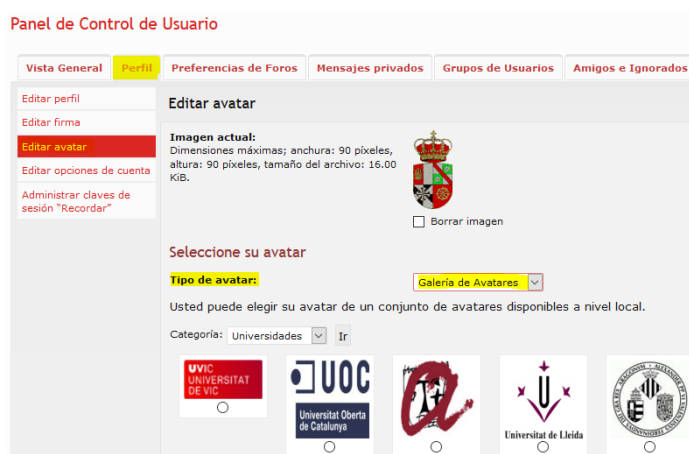 Panel de Control de Usuario
Vista General Perfil Preferencias de Foros Mensajes privados Grupos de Usuarios Amigos e Ignorados
Editar perfil
Editar firma
Editar avatar
Editar opciones de cuenta
Administrar claves de
sesión "Recordar"
Editar avatar
Imagen actual:
Dimensiones máximas; anchura: 90 píxeles,
altura: 90 píxeles, tamaño del archivo: 16.00
KiB.
Borrar imagen
Seleccione su avatar
Tipo de avatar: Galería de Avatares
Usted puede elegir su avatar de un conjunto de avatares disponibles a nivel local.
Categoría: Universidades Ir
UVIC
UNIVERSITAT
DE VIC
UOC
Universitat Oberta
de Catalunya
U
Universitat de Lleida